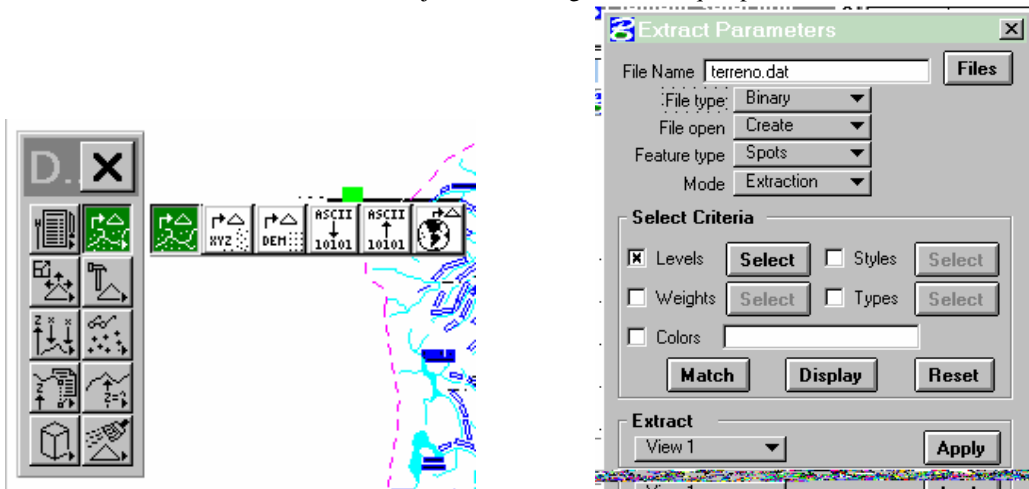 Extract Parameters
File Name terreno.dat Files
File type: Binary
File open Create
Feature type Spots
Mode Extraction
Select Criteria
Levels Select Styles Select
Weights Select Types Select
Colors
Match Display Reset
Extract
View 1 Apply
D..
XYZ DEM ASCII ASCII
10101 10101